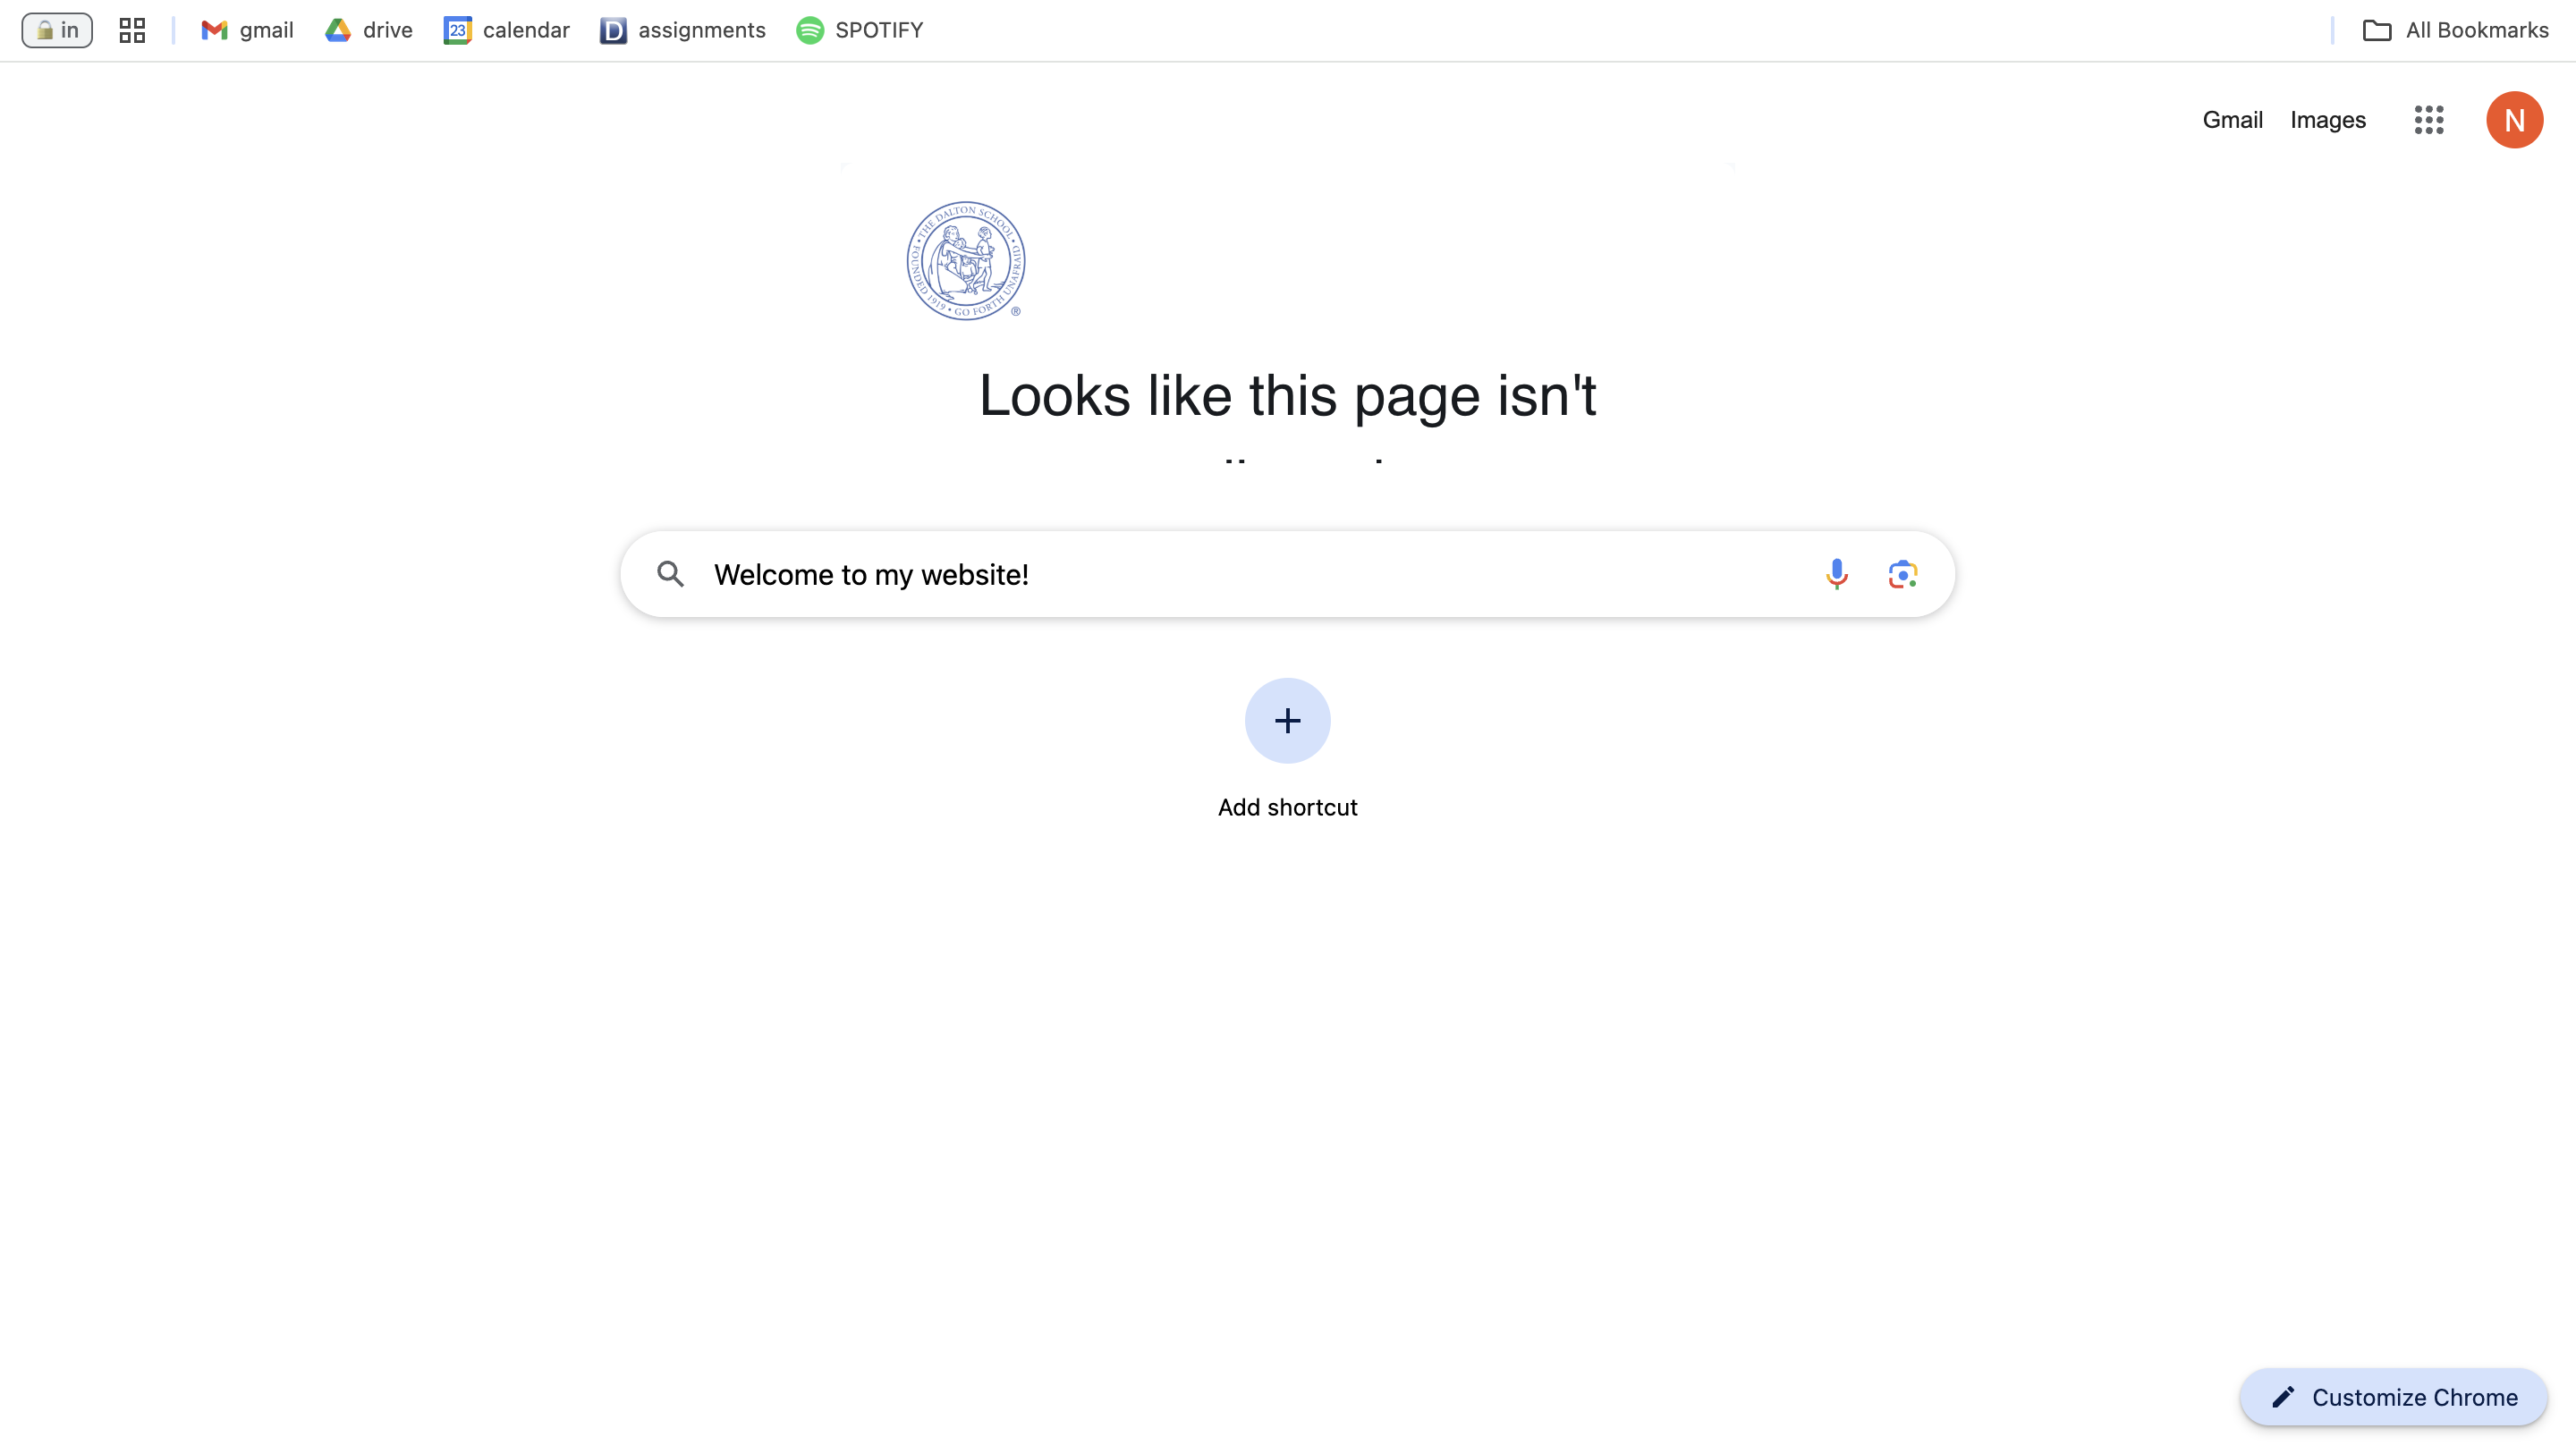 in
gmail
drive
23
calendar
D
assignments
SPOTIFY
All Bookmarks
Gmail
Images
N
THE DALTON SCHOOL
FOUNDED 1919 • GO FORTH UNAFRAID
®
Looks like this page isn't
Welcome to my website!
Add shortcut
Customize Chrome